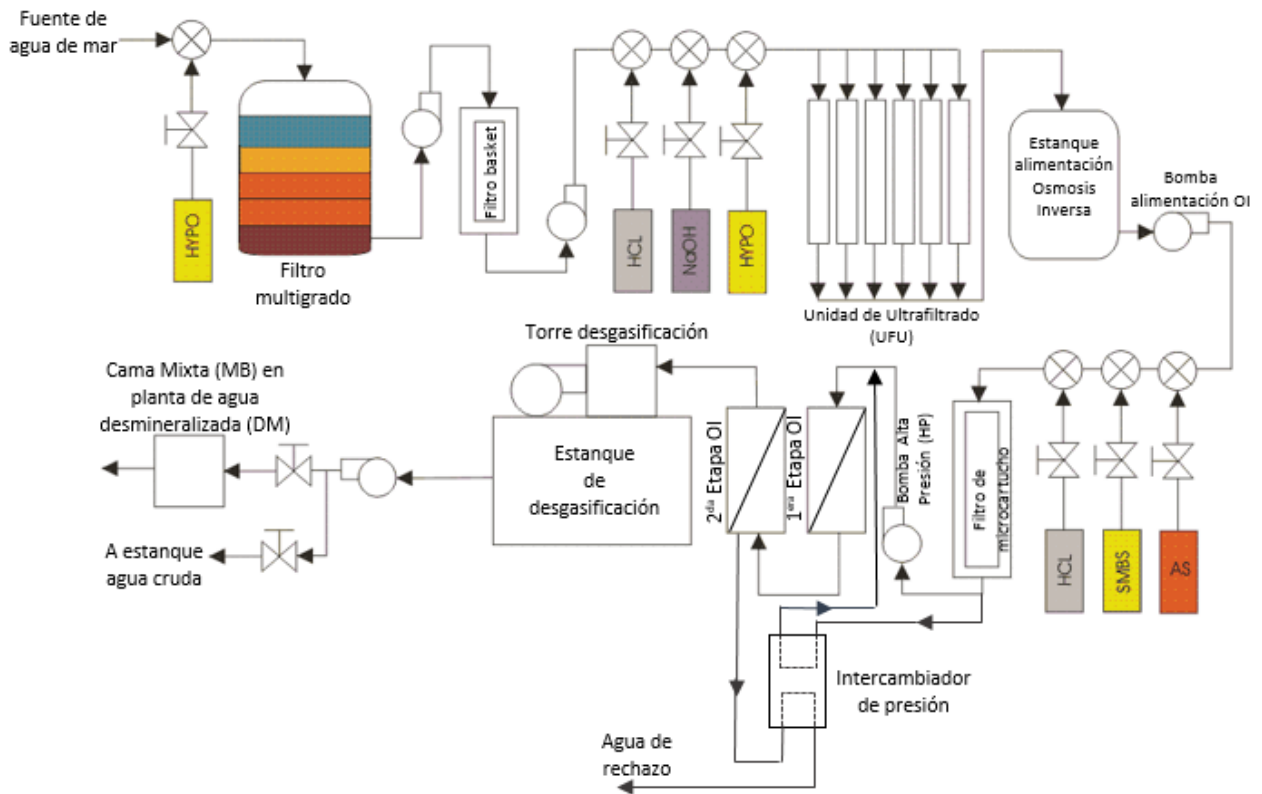 Fuente de
agua de mar
HYPO
Filtro
multigrado
Filtro basket
HCL
NaOH
HYPO
Unidad de Ultrafiltrado
(UFU)
Estanque
alimentación
Osmosis
Inversa
Bomba
alimentación OI
Torre desgasificación
Cama Mixta (MB) en
planta de agua
desmineralizada (DM)
Estanque
de
desgasificación
A estanque
agua cruda
2da Etapa OI
1era Etapa OI
Bomba Alta
Presión (HP)
Filtro de
microcartucho
HCL
SMBS
AS
Intercambiador
de presión
Agua de
rechazo